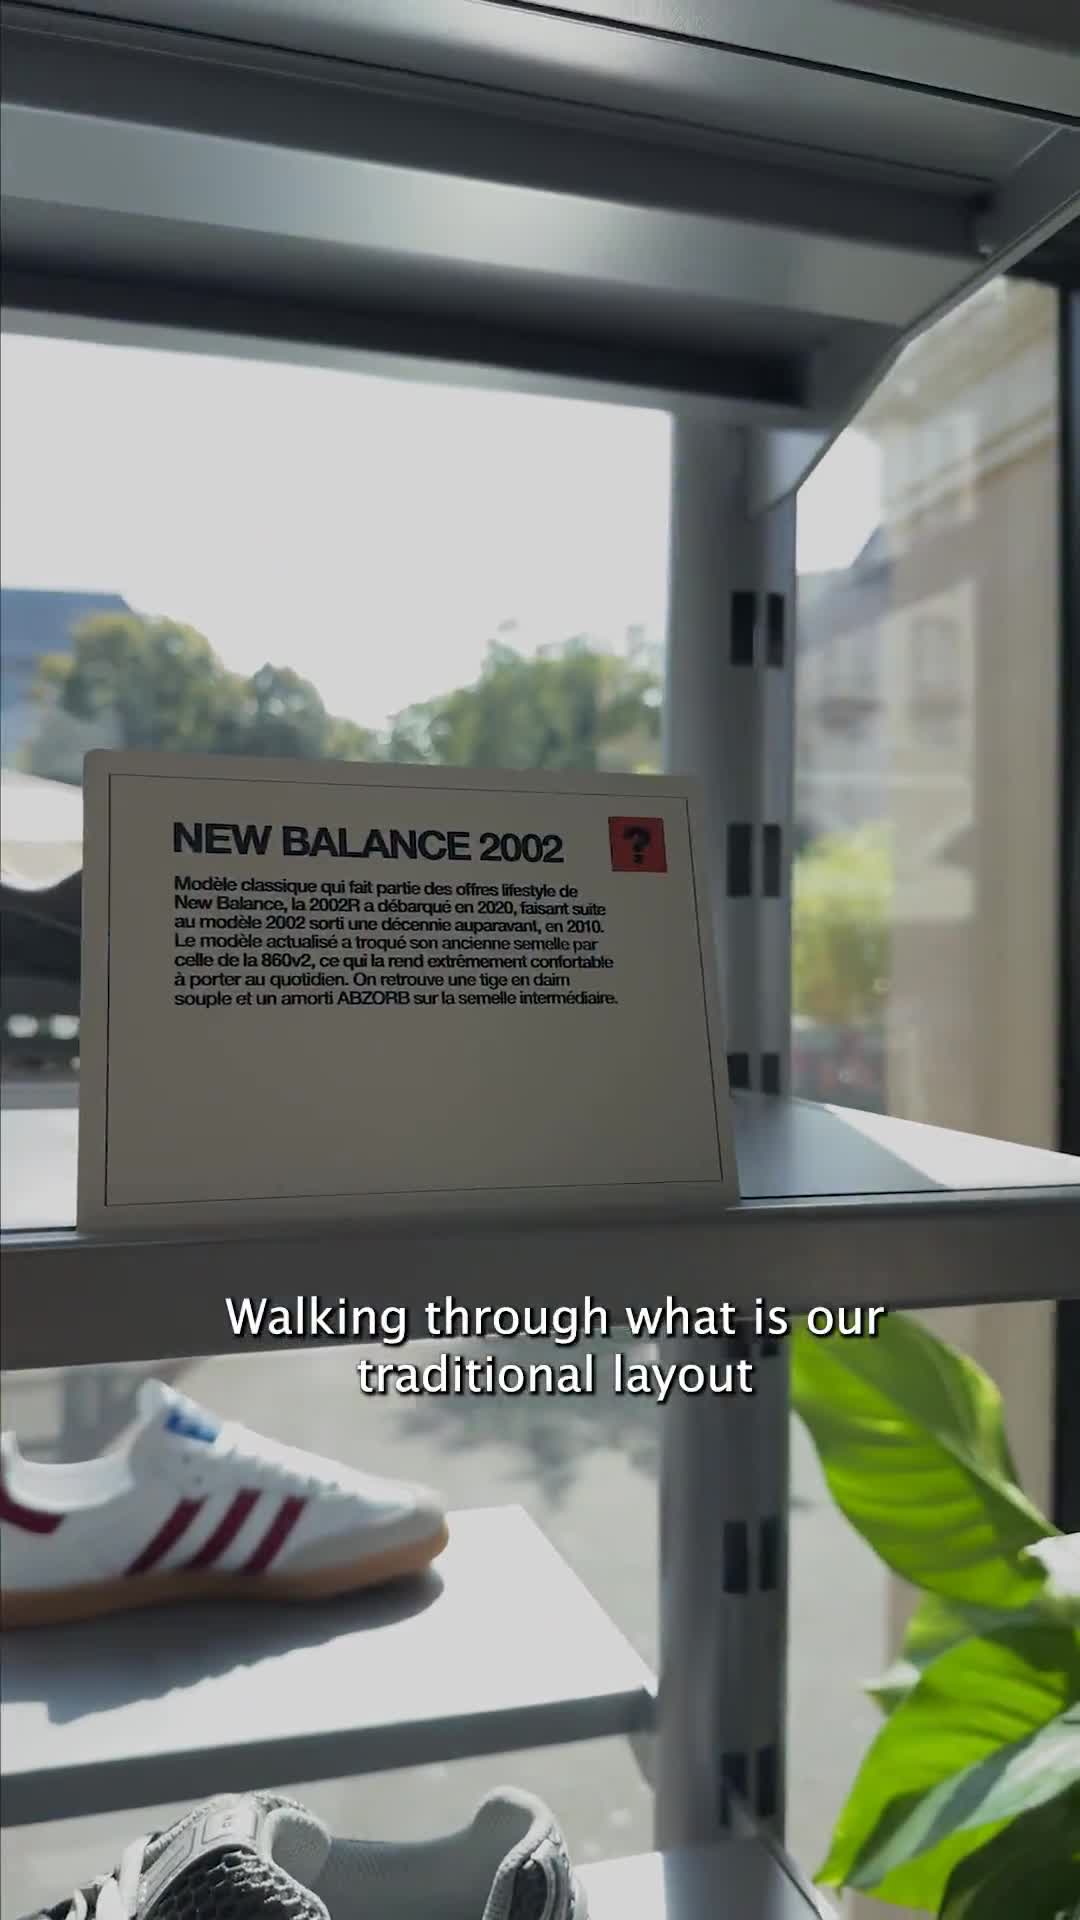 NEW BALANCE 2002
?
Modèle classique qui fait partie des offres lifestyle de
New Balance, la 2002R a débarqué en 2020, faisant suite
au modèle 2002 sorti une décennie auparavant, en 2010.
Le modèle actualisé a troqué son ancienne semelle par
celle de la 860v2, ce qui la rend extrêmement confortable
à porter au quotidien. On retrouve une tige en daim
souple et un amorti ABZORB sur la semelle intermédiaire.
Walking through what is our
traditional layout